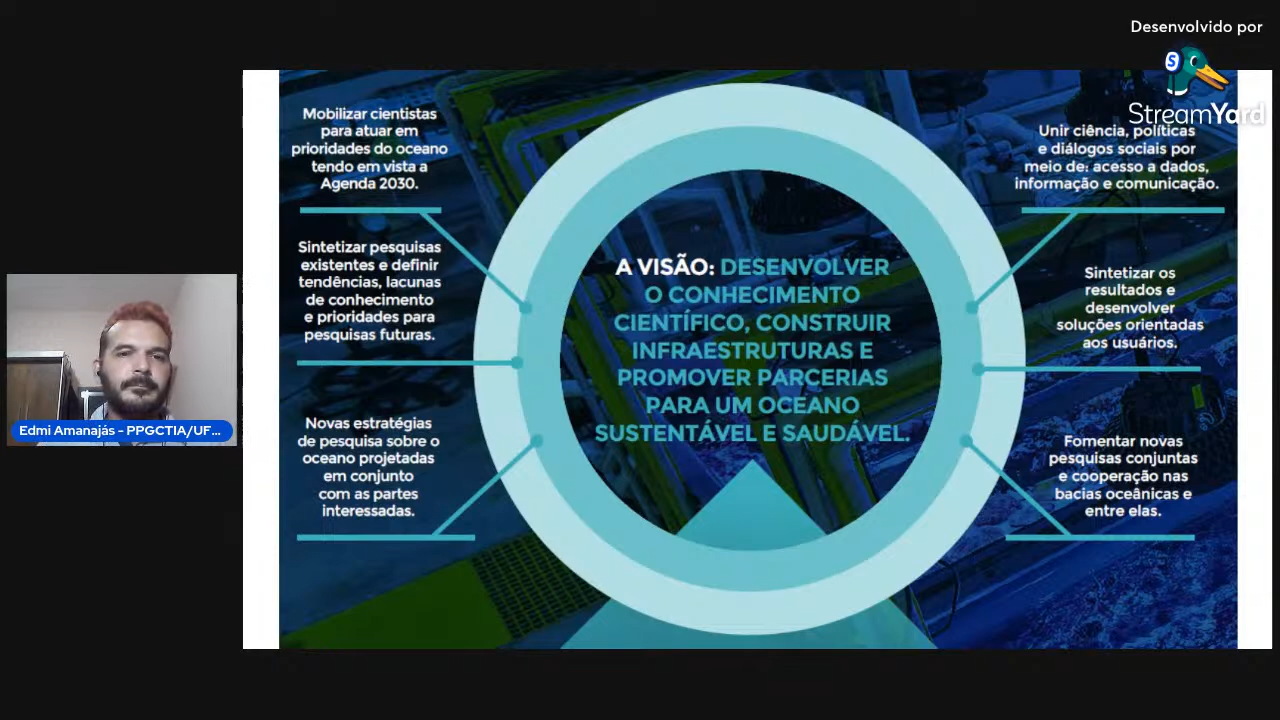 Desenvolvido por
StreamYard
Mobilizar cientistas
para atuar em
prioridades do oceano
tendo em vista a
Agenda 2030.
Sintetizar pesquisas
existentes e definir
tendências, lacunas
de conhecimento
e prioridades para
pesquisas futuras.
Novas estratégias
de pesquisa sobre o
oceano projetadas
em conjunto
com as partes
interessadas.
A VISÃO: DESENVOLVER
O CONHECIMENTO
CIENTÍFICO, CONSTRUIR
INFRAESTRUTURAS E
PROMOVER PARCERIAS
PARA UM OCEANO
SUSTENTÁVEL E SAUDÁVEL.
Unir ciência, políticas
e diálogos sociais por
meio de: acesso a dados,
informação e comunicação.
Sintetizar os
resultados e
desenvolver
soluções orientadas
aos usuários.
Fomentar novas
pesquisas conjuntas
e cooperação nas
bacias oceânicas e
entre elas.
Edmi Amanajás - PPGCTIA/UF...